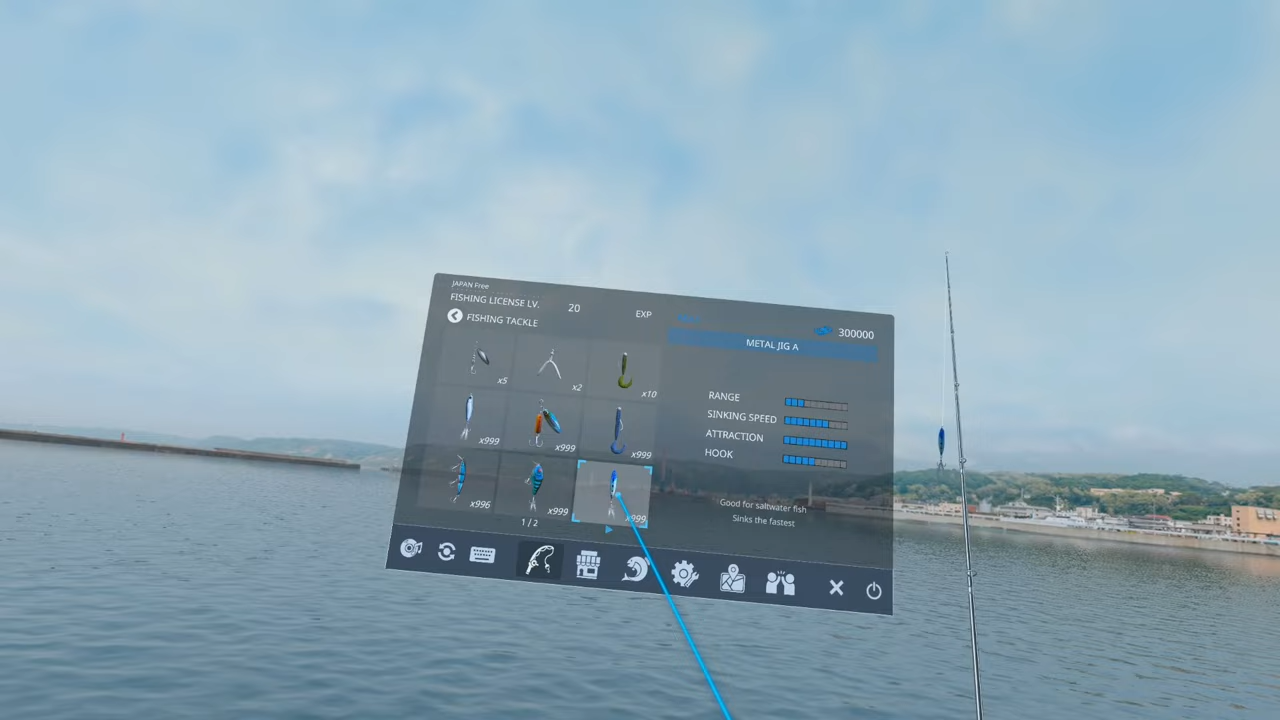 JAPAN Free
FISHING LICENSE LV. 20 EXP
300000
FISHING TACKLE
METAL JIG A
x5
x2
x10
x999
x999
x999
x996
x999
x999
RANGE
SINKING SPEED
ATTRACTION
HOOK
Good for saltwater fish
Sinks the fastest
1 / 2